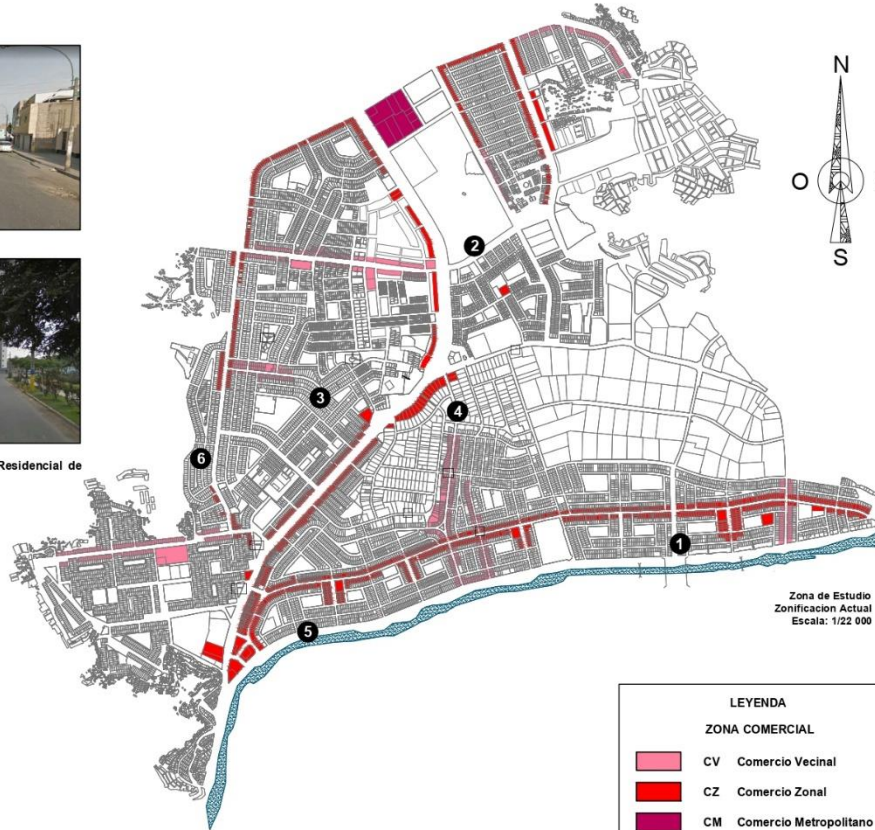 N
O
S
2
3
4
6
Residencial de
1
5
Zona de Estudio
Zonificacion Actual
Escala: 1/22 000
LEYENDA
ZONA COMERCIAL
CV Comercio Vecinal
CZ Comercio Zonal
CM Comercio Metropolitano